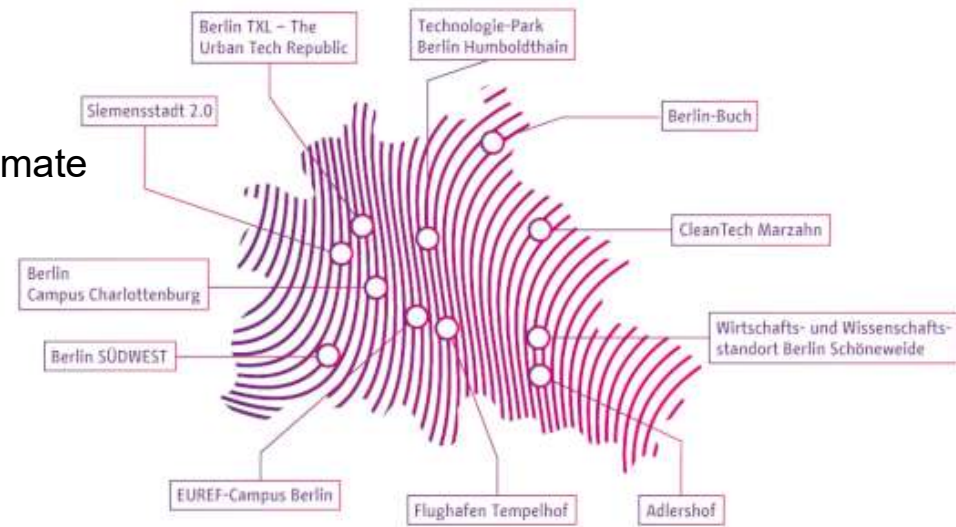 Berlin TXL – The
Urban Tech Republic
Technologie-Park
Berlin Humboldthain
Siemensstadt 2.0
Berlin-Buch
mate
CleanTech Marzahn
Berlin
Campus Charlottenburg
Wirtschafts- und Wissenschafts-
standort Berlin Schöneweide
Berlin SÜDWEST
EUREF-Campus Berlin
Flughafen Tempelhof
Adlershof